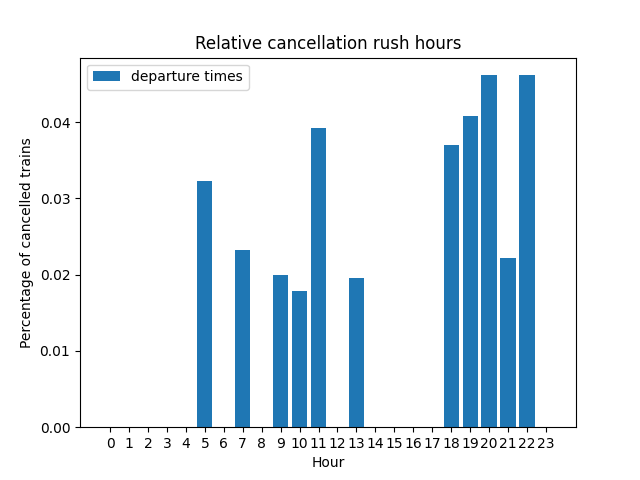 Relative cancellation rush hours
departure times
Percentage of cancelled trains
0.04
0.03
0.02
0.01
0.00
0 1 2 3 4 5 6 7 8 9 10 11 12 13 14 15 16 17 18 19 20 21 22 23
Hour